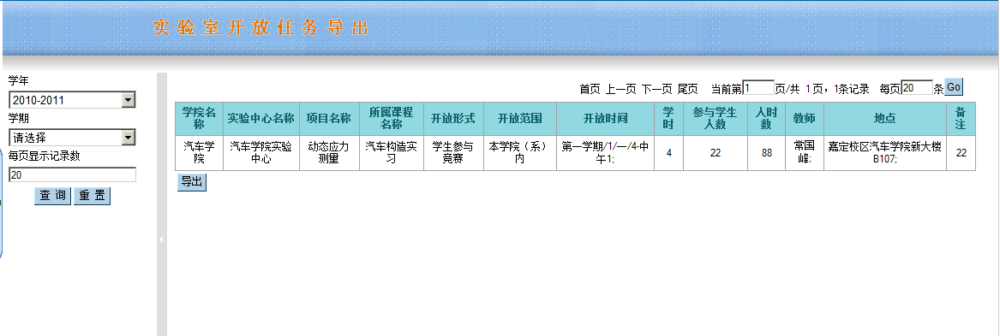 实验室开放任务导出
学年
2010-2011
学期
请选择
每页显示记录数
20
查 询 重 置
首页 上一页 下一页 尾页 当前第1页/共 1页，1条记录 每页20条Go
学院名称 实验中心名称 项目名称 所属课程名称 开放形式 开放范围 开放时间 学时 参与学生人数 人时数 教师 地点 备注
汽车学院 汽车学院实验中心 动态应力测量 汽车构造实习 学生参与竞赛 本学院（系）内 第一学期/1/—/4-中午1; 4 22 88 常国峰; 嘉定校区汽车学院新大楼B107; 22
导出